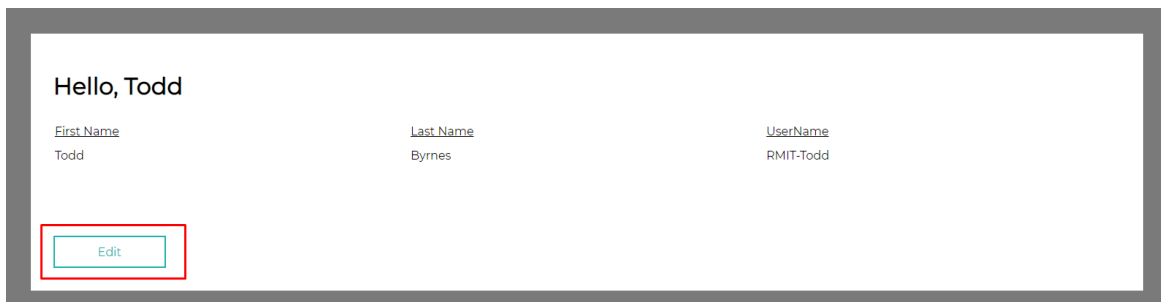 Hello, Todd
First Name Last Name UserName
Todd Byrnes RMIT-Todd
Edit